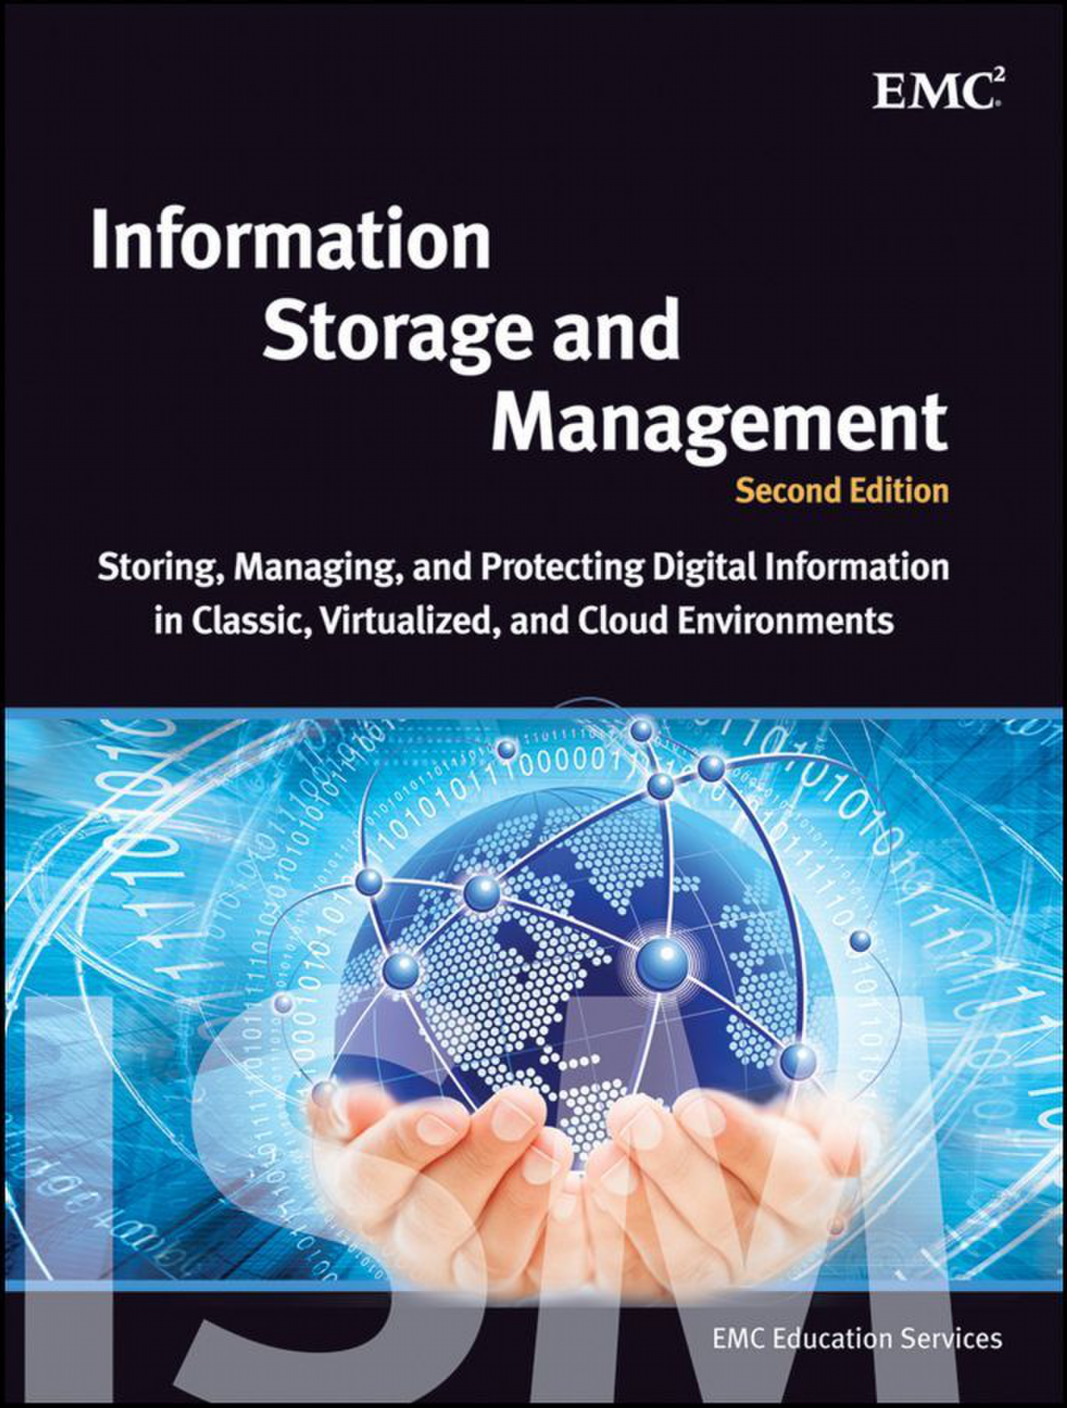 EMC²
Information
Storage and
Management
Second Edition
Storing, Managing, and Protecting Digital Information
in Classic, Virtualized, and Cloud Environments
ISM
EMC Education Services